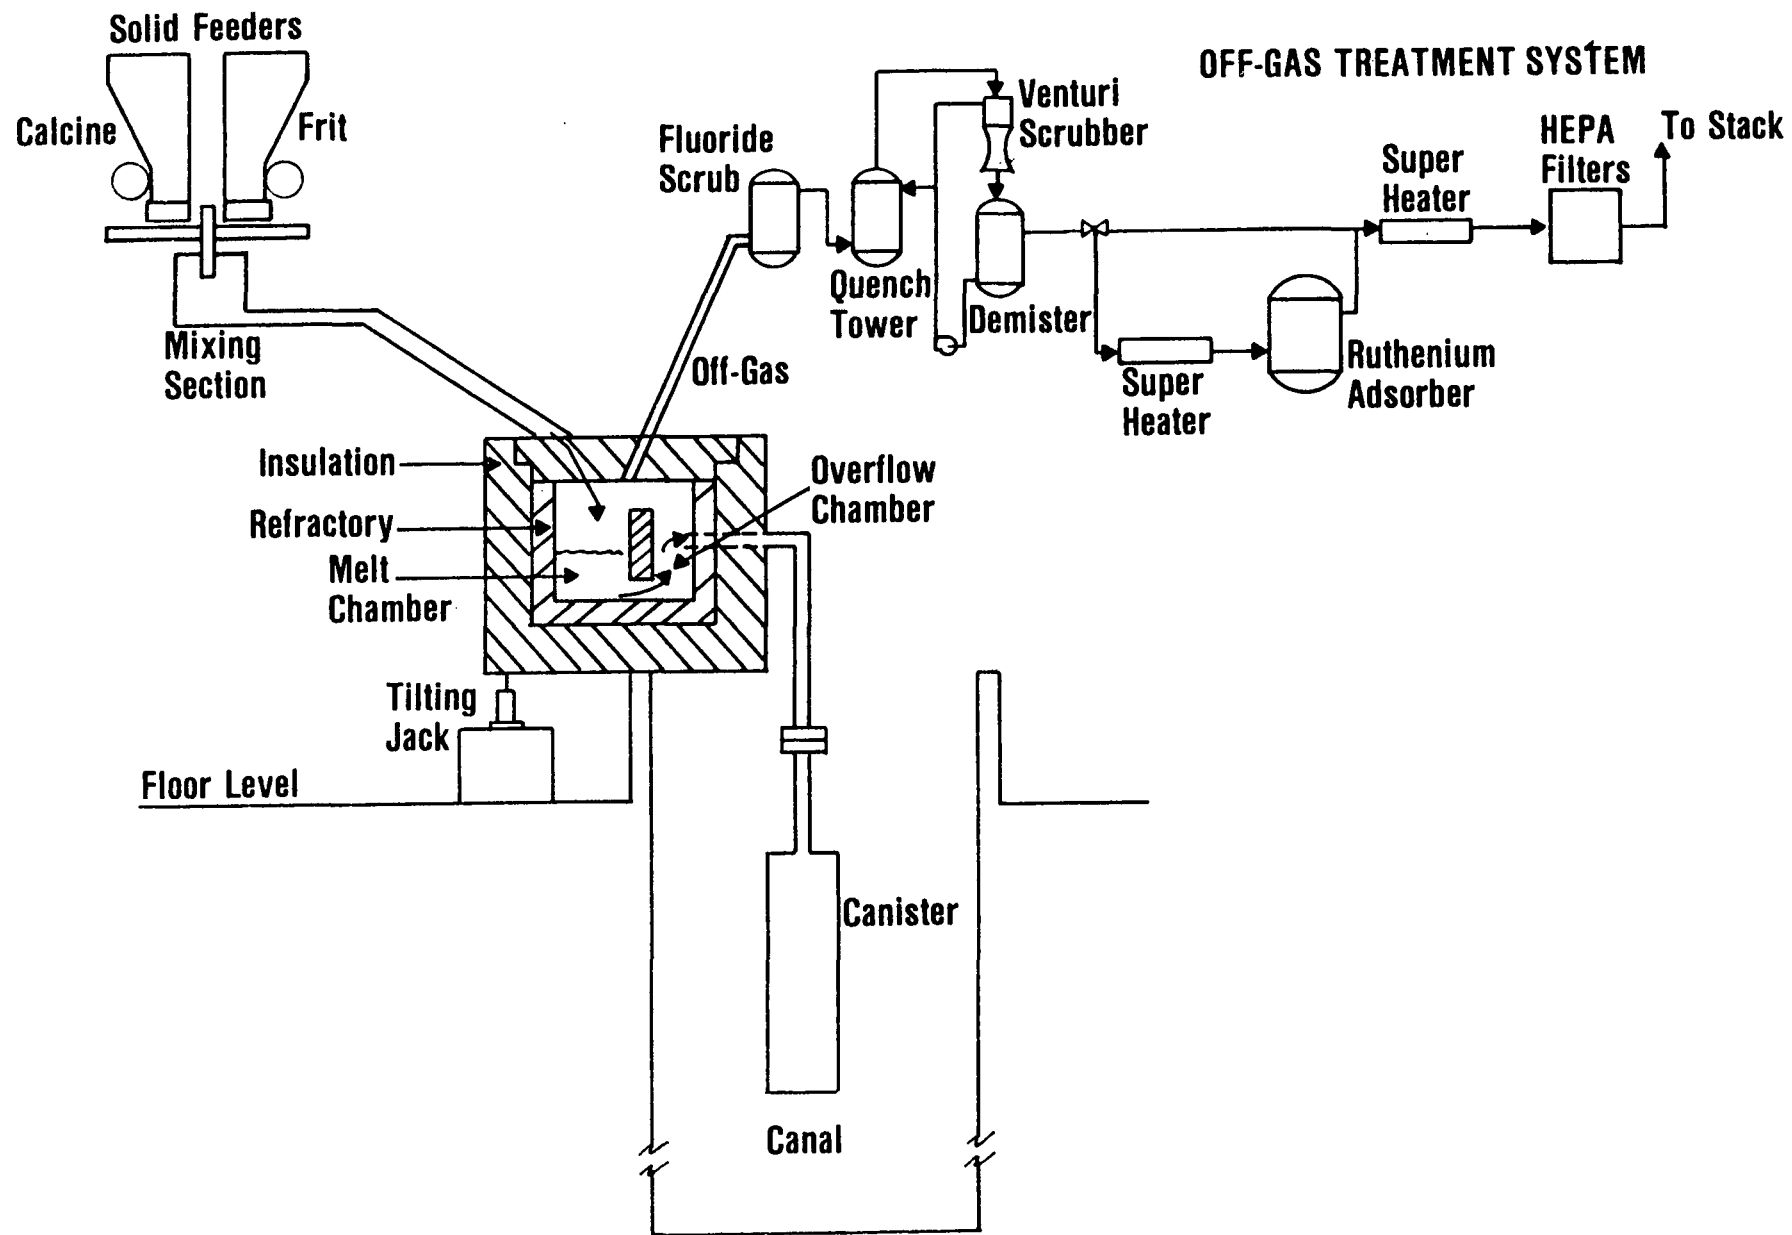 Solid Feeders
Calcine
Frit
Mixing
Section
OFF-GAS TREATMENT SYSTEM
Fluoride
Scrub
Venturi
Scrubber
Quench
Tower
Demister
Super
Heater
HEPA
Filters
To Stack
Super
Heater
Ruthenium
Adsorber
Off-Gas
Insulation
Refractory
Melt
Chamber
Overflow
Chamber
Tilting
Jack
Floor Level
Canister
Canal